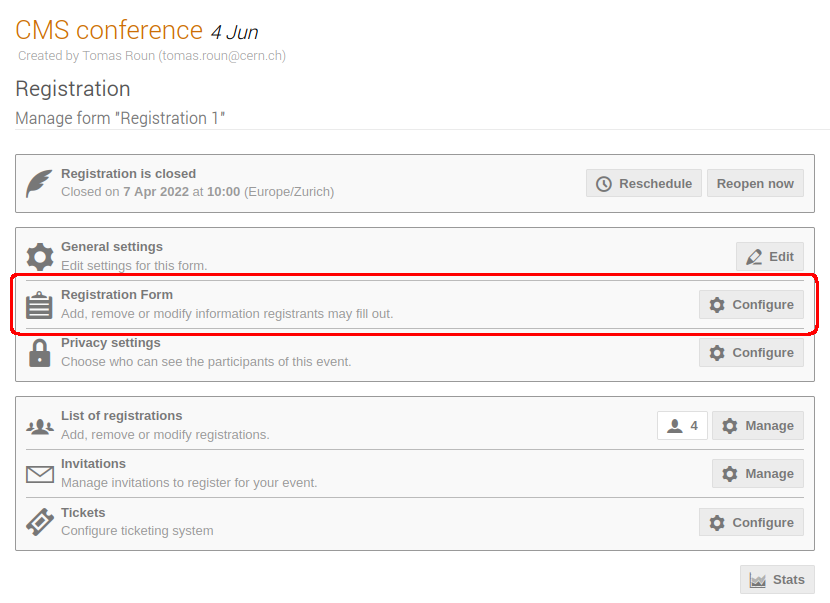 CMS conference 4 Jun
Created by Tomas Roun (tomas.roun@cern.ch)
Registration
Manage form "Registration 1"
Registration is closed
Closed on 7 Apr 2022 at 10:00 (Europe/Zurich)
Reschedule
Reopen now
General settings
Edit settings for this form.
Edit
Registration Form
Add, remove or modify information registrants may fill out.
Configure
Privacy settings
Choose who can see the participants of this event.
Configure
List of registrations
Add, remove or modify registrations.
4
Manage
Invitations
Manage invitations to register for your event.
Manage
Tickets
Configure ticketing system
Configure
Stats